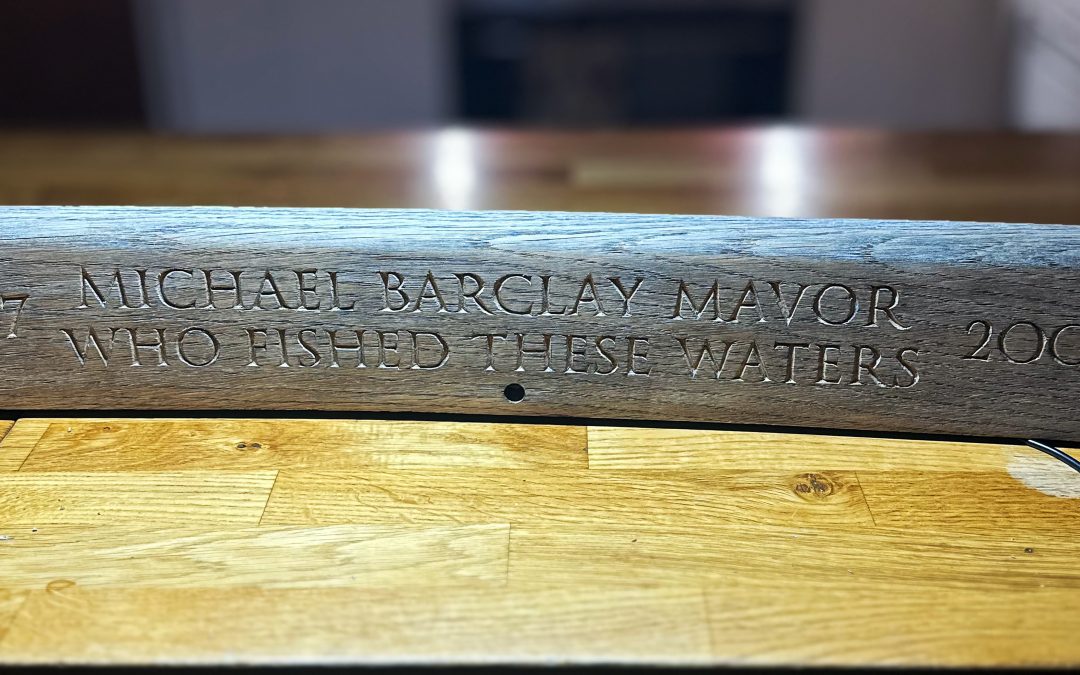 7 MICHAEL BARCLAY MAVOR 200
WHO FISHED THESE WATERS